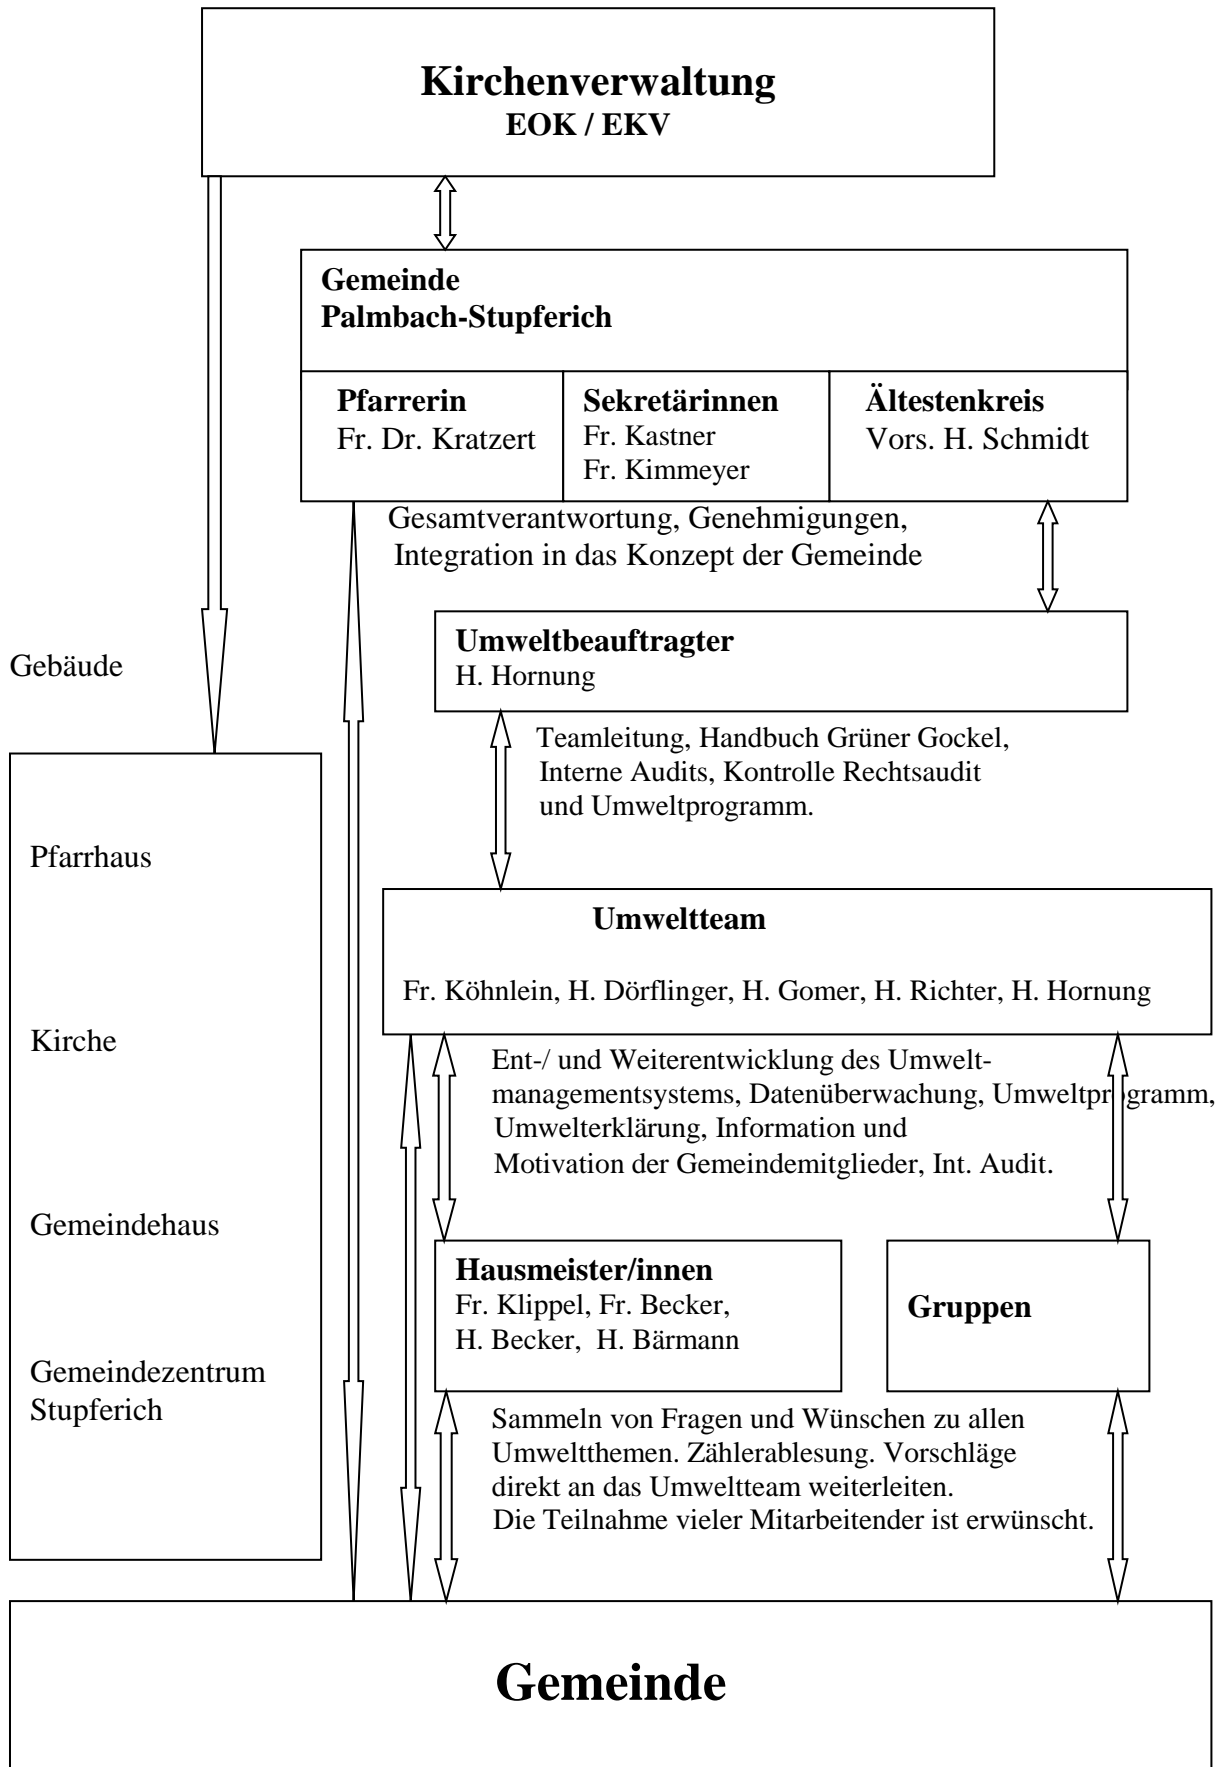 Kirchenverwaltung
EOK / EKV
Gemeinde
Palmbach-Stupferich
Pfarrerin
Fr. Dr. Kratzert
Sekretärinnen
Fr. Kastner
Fr. Kimmeyer
Ältestenkreis
Vors. H. Schmidt
Gesamtverantwortung, Genehmigungen,
Integration in das Konzept der Gemeinde
Umweltbeauftragter
H. Hornung
Gebäude
Teamleitung, Handbuch Grüner Gockel,
Interne Audits, Kontrolle Rechtsaudit
und Umweltprogramm.
Pfarrhaus
Kirche
Gemeindehaus
Gemeindezentrum
Stupferich
Umweltteam
Fr. Köhnlein, H. Dörflinger, H. Gomer, H. Richter, H. Hornung
Ent-/ und Weiterentwicklung des Umwelt-
managementsystems, Datenüberwachung, Umweltprogramm,
Umwelterklärung, Information und
Motivation der Gemeindemitglieder, Int. Audit.
Hausmeister/innen
Fr. Klippel, Fr. Becker,
H. Becker, H. Bärmann
Gruppen
Sammeln von Fragen und Wünschen zu allen
Umweltthemen. Zählerablesung. Vorschläge
direkt an das Umweltteam weiterleiten.
Die Teilnahme vieler Mitarbeitender ist erwünscht.
Gemeinde